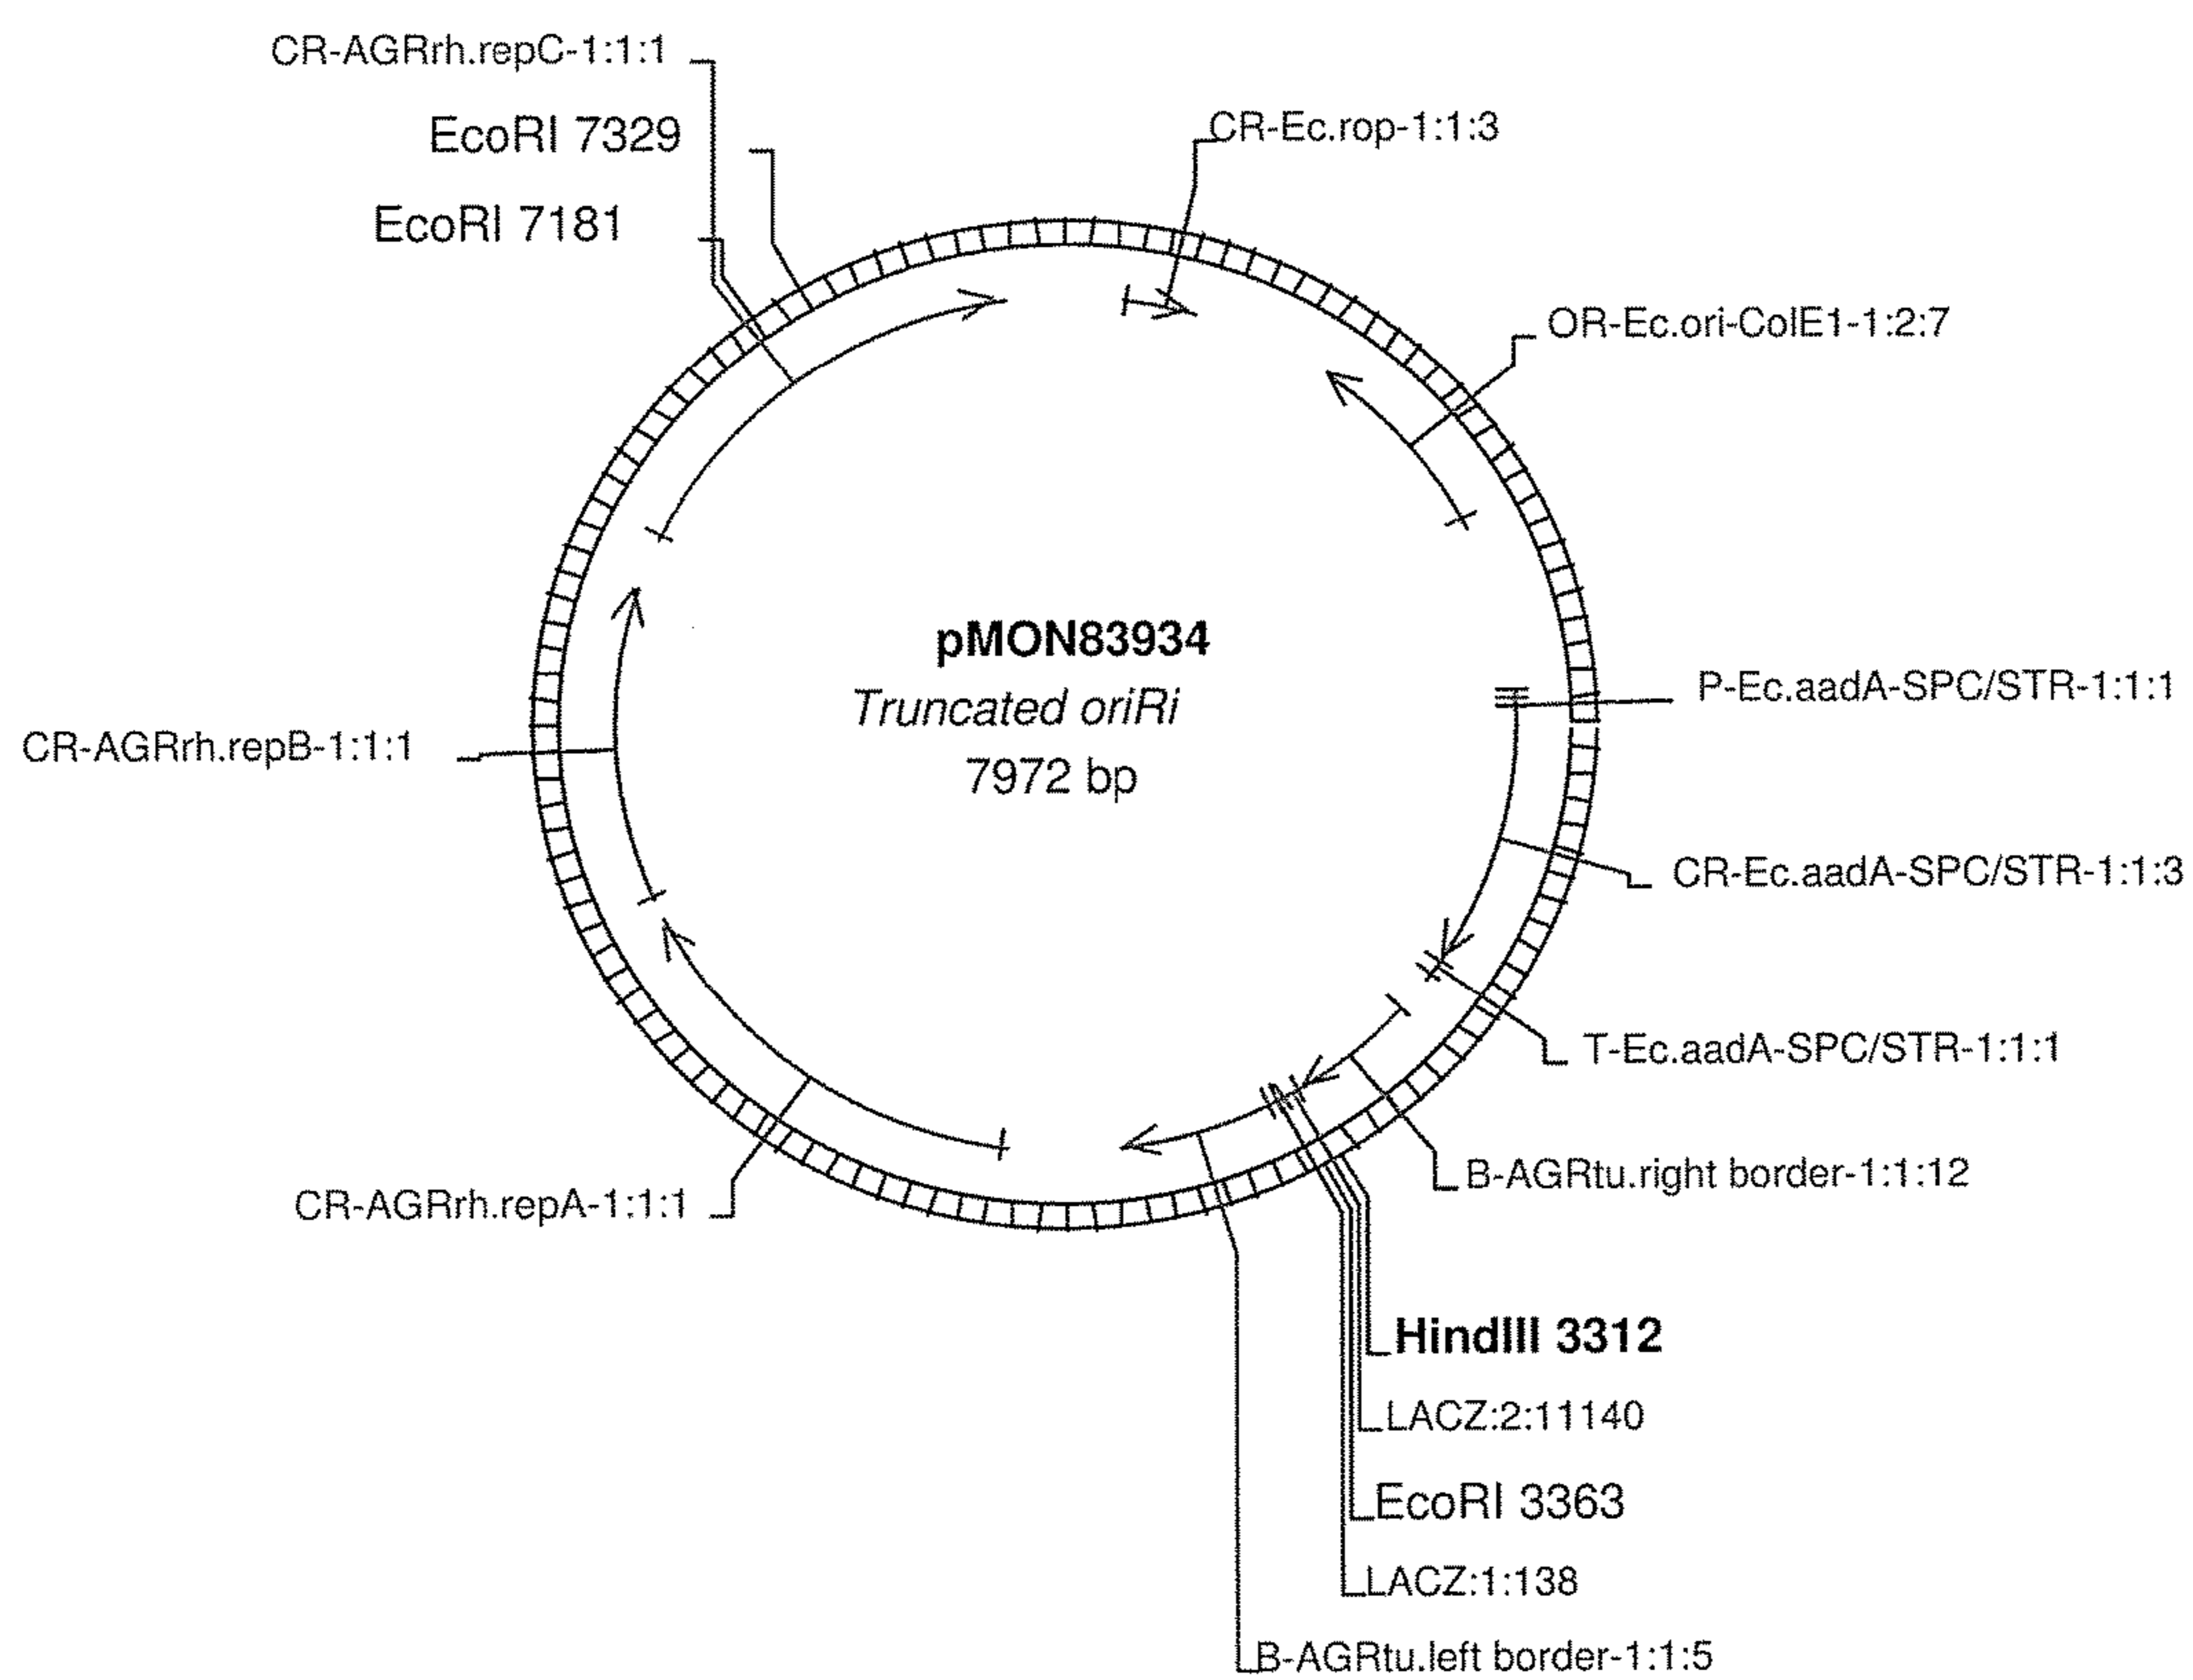 CR-AGRrh.repC-1:1:1
EcoRI 7329
EcoRI 7181
CR-Ec.rop-1:1:3
OR-Ec.ori-ColE1-1:2:7
pMON83934
Truncated oriRi
7972 bp
P-Ec.aadA-SPC/STR-1:1:1
CR-AGRrh.repB-1:1:1
CR-Ec.aadA-SPC/STR-1:1:3
T-Ec.aadA-SPC/STR-1:1:1
B-AGRtu.right border-1:1:12
CR-AGRrh.repA-1:1:1
HindIII 3312
LACZ:2:11140
EcoRI 3363
LACZ:1:138
B-AGRtu.left border-1:1:5